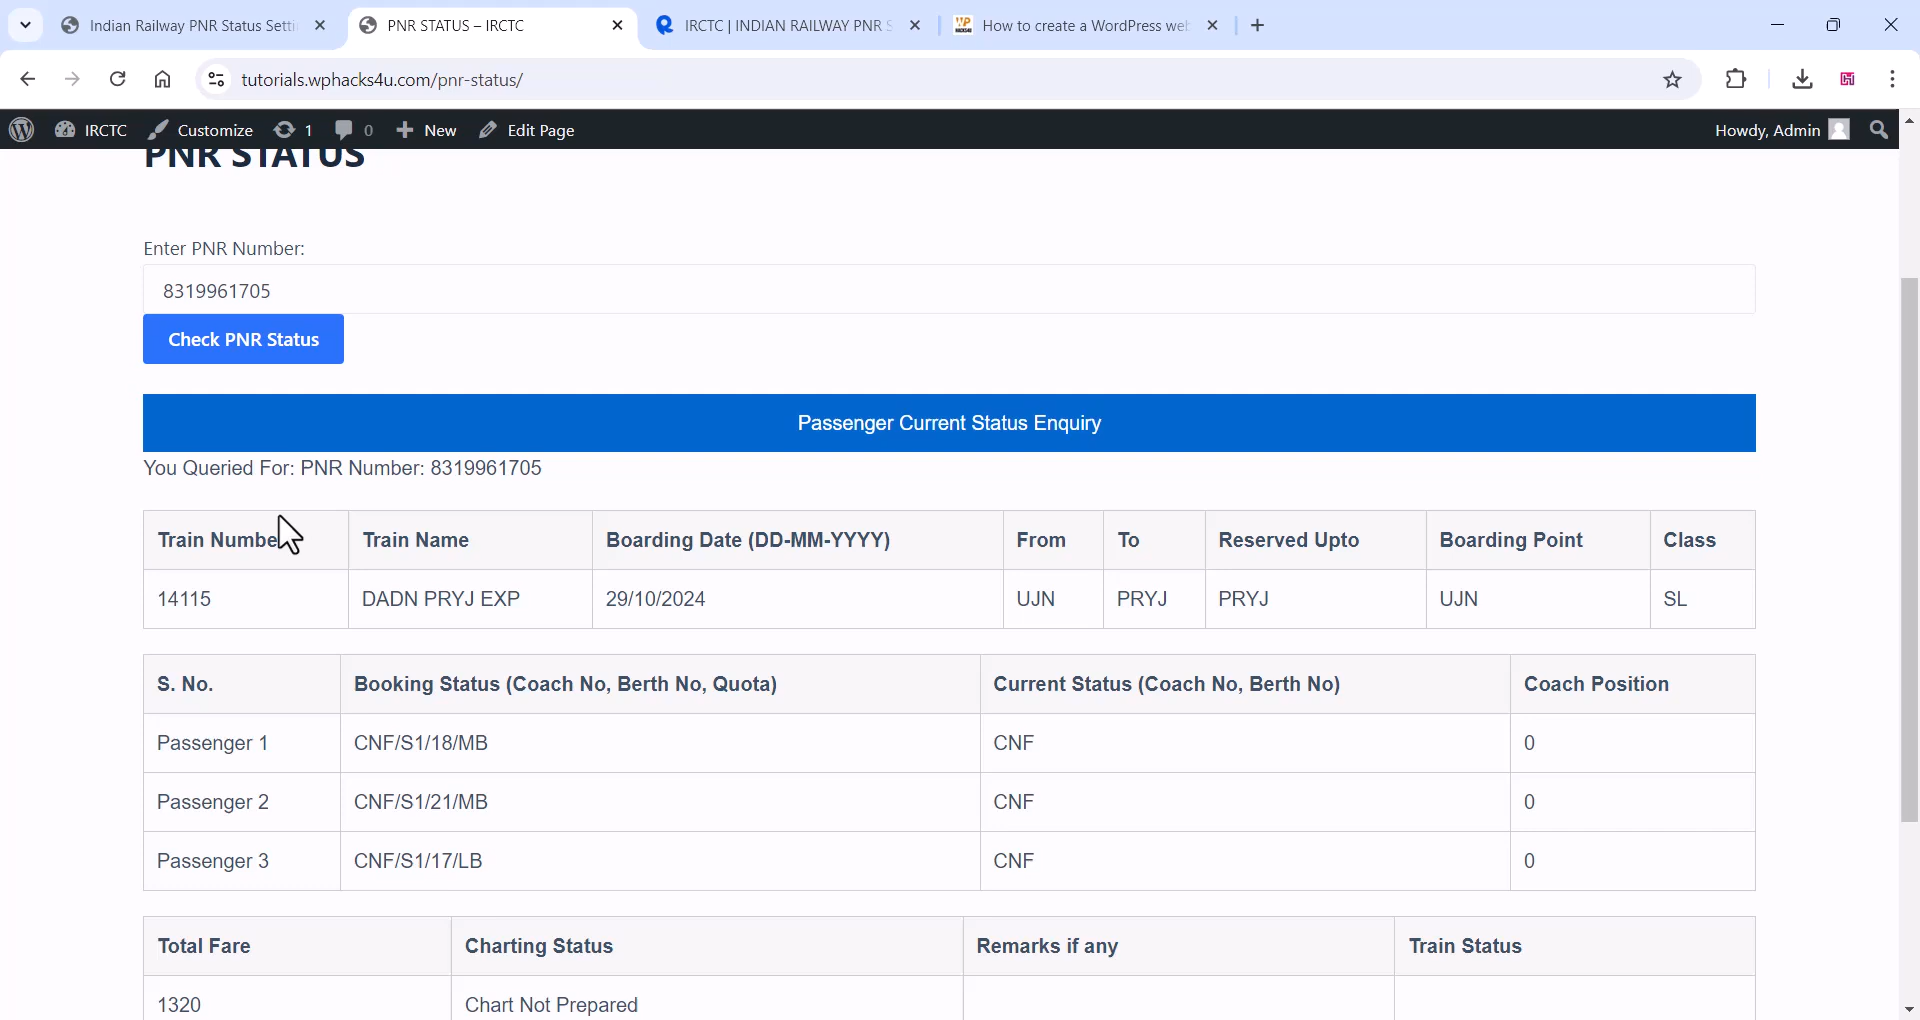 Indian Railway PNR Status Setti
PNR STATUS – IRCTC
IRCTC | INDIAN RAILWAY PNR S
How to create a WordPress web
tutorials.wphacks4u.com/pnr-status/
IRCTC
Customize
1
0
New
Edit Page
Howdy, Admin
PNR STATUS
Enter PNR Number:
8319961705
Check PNR Status
Passenger Current Status Enquiry
You Queried For: PNR Number: 8319961705
Train Number Train Name Boarding Date (DD-MM-YYYY) From To Reserved Upto Boarding Point Class
14115 DADN PRYJ EXP 29/10/2024 UJN PRYJ PRYJ UJN SL
S. No. Booking Status (Coach No, Berth No, Quota) Current Status (Coach No, Berth No) Coach Position
Passenger 1 CNF/S1/18/MB CNF 0
Passenger 2 CNF/S1/21/MB CNF 0
Passenger 3 CNF/S1/17/LB CNF 0
Total Fare Charting Status Remarks if any Train Status
1320 Chart Not Prepared